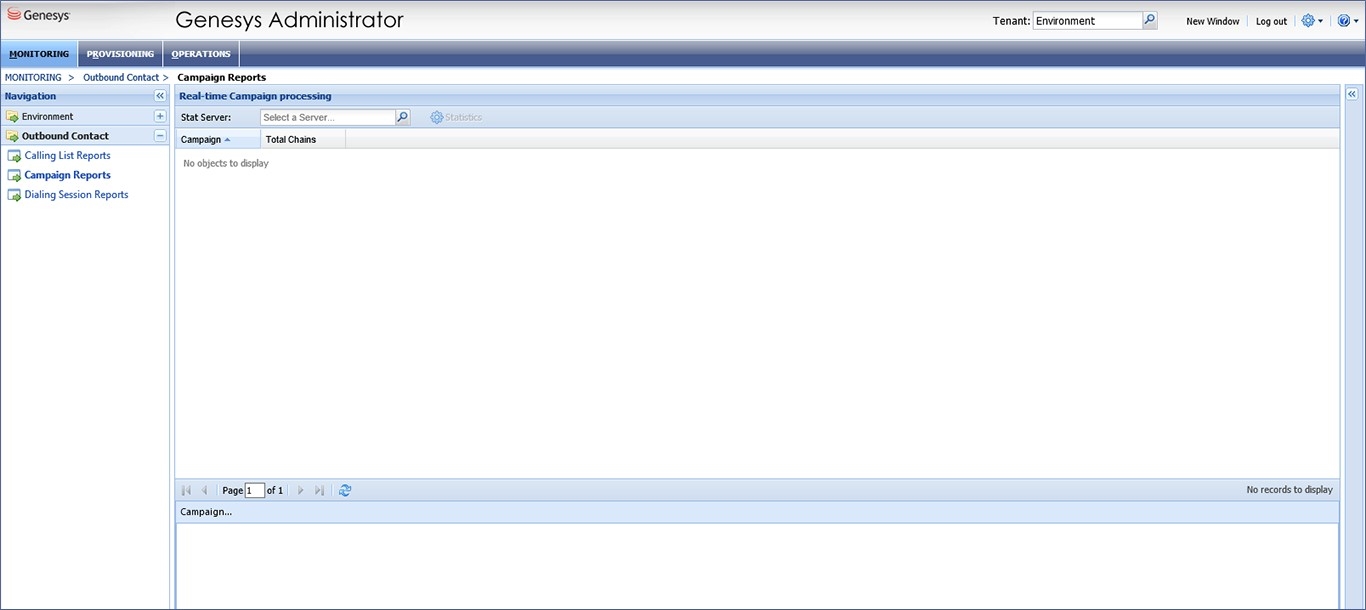 Genesys
Genesys Administrator
Tenant: Environment
New Window
Log out
MONITORING PROVISIONING OPERATIONS
MONITORING > Outbound Contact > Campaign Reports
Navigation
Environment
Outbound Contact
Calling List Reports
Campaign Reports
Dialing Session Reports
Real-time Campaign processing
Stat Server: Select a Server... Statistics
Campaign Total Chains
No objects to display
Page 1 of 1
No records to display
Campaign...